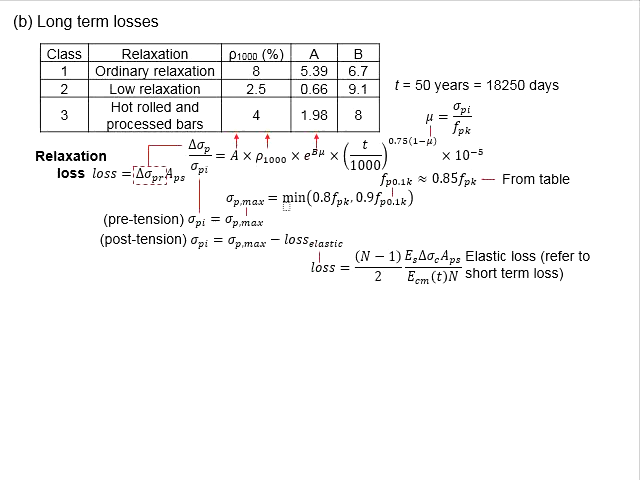 (b) Long term losses
Class Relaxation ρ1000 (%) A B
1 Ordinary relaxation 8 5.39 6.7
2 Low relaxation 2.5 0.66 9.1
3 Hot rolled and processed bars 4 1.98 8
t = 50 years = 18250 days
μ = σpi / fpk
Relaxation loss loss = Δσpr Aps
Δσp / σpi = A × ρ1000 × e^Bμ × (t / 1000)^0.75(1−μ) × 10^−5
fp0.1k ≈ 0.85fpk — From table
σp,max = min(0.8fpk, 0.9fp0.1k)
(pre-tension) σpi = σp,max
(post-tension) σpi = σp,max − losselastic
loss = (N − 1) / 2 EsΔσcAps / Ecm(t)N Elastic loss (refer to
short term loss)